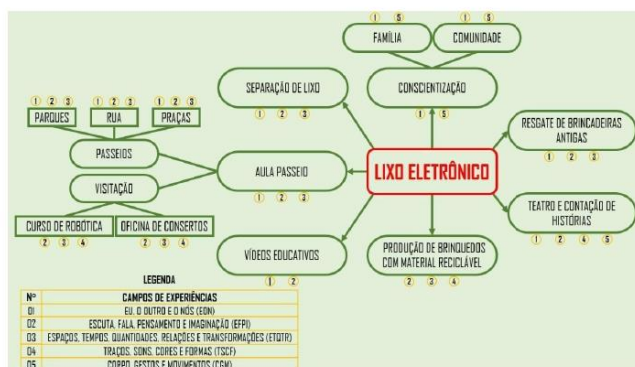 ① ⑤
① ⑤
FAMÍLIA
COMUNIDADE
SEPARAÇÃO DE LIXO
① ② ③
CONSCIENTIZAÇÃO
① ⑤
① ② ③
① ② ③
① ② ③
PARQUES
RUA
PRAÇAS
PASSEIOS
RESGATE DE BRINCADEIRAS
ANTIGAS
① ② ③
LIXO ELETRÔNICO
AULA PASSEIO
① ② ③
VISITAÇÃO
CURSO DE ROBÓTICA
② ③ ④
OFICINA DE CONSERTOS
② ③ ④
TEATRO E CONTAÇÃO DE
HISTÓRIAS
① ② ④ ⑤
VÍDEOS EDUCATIVOS
① ②
PRODUÇÃO DE BRINQUEDOS
COM MATERIAL RECICLÁVEL
② ③ ④
LEGENDA
Nº CAMPOS DE EXPERIÊNCIAS
01 EU, O OUTRO E O NÓS (EON)
02 ESCUTA, FALA, PENSAMENTO E IMAGINAÇÃO (EFPI)
03 ESPAÇOS, TEMPOS, QUANTIDADES, RELAÇÕES E TRANSFORMAÇÕES (ETQTR)
04 TRAÇOS, SONS, CORES E FORMAS (TSCF)
05 CORPO, GESTOS E MOVIMENTOS (CGM)